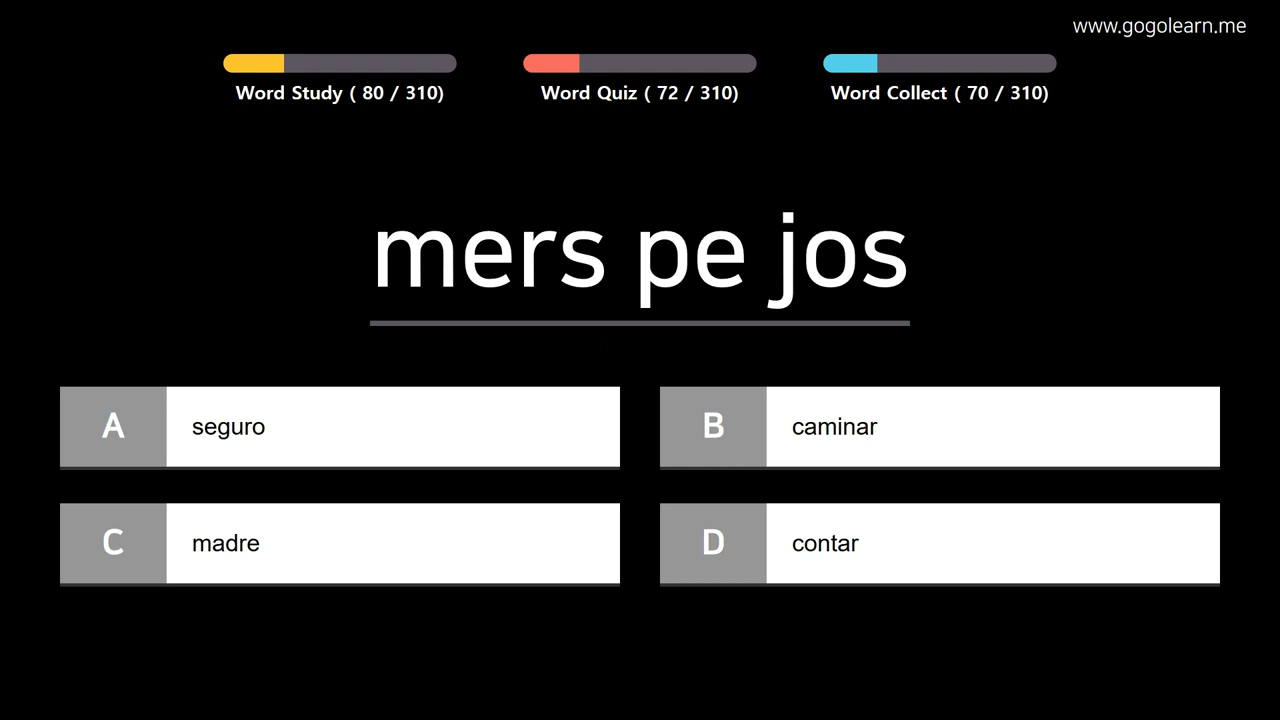 www.gogolearn.me
Word Study ( 80 / 310)
Word Quiz ( 72 / 310)
Word Collect ( 70 / 310)
mers pe jos
A seguro
B caminar
C madre
D contar